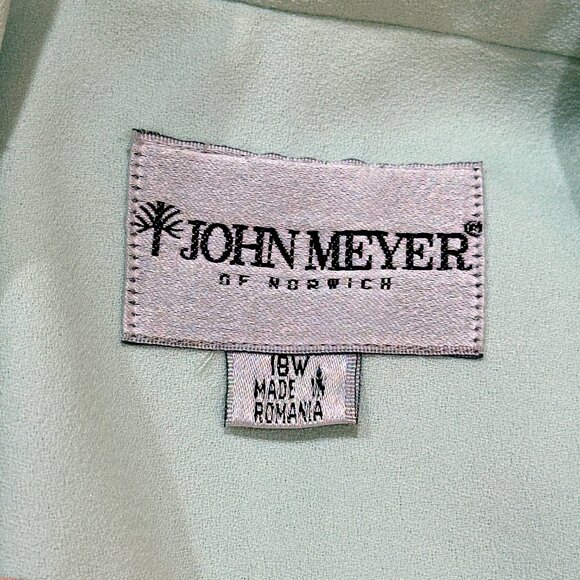 JOHN MEYER®
OF NORWICH
18W
MADE IN
ROMANIA